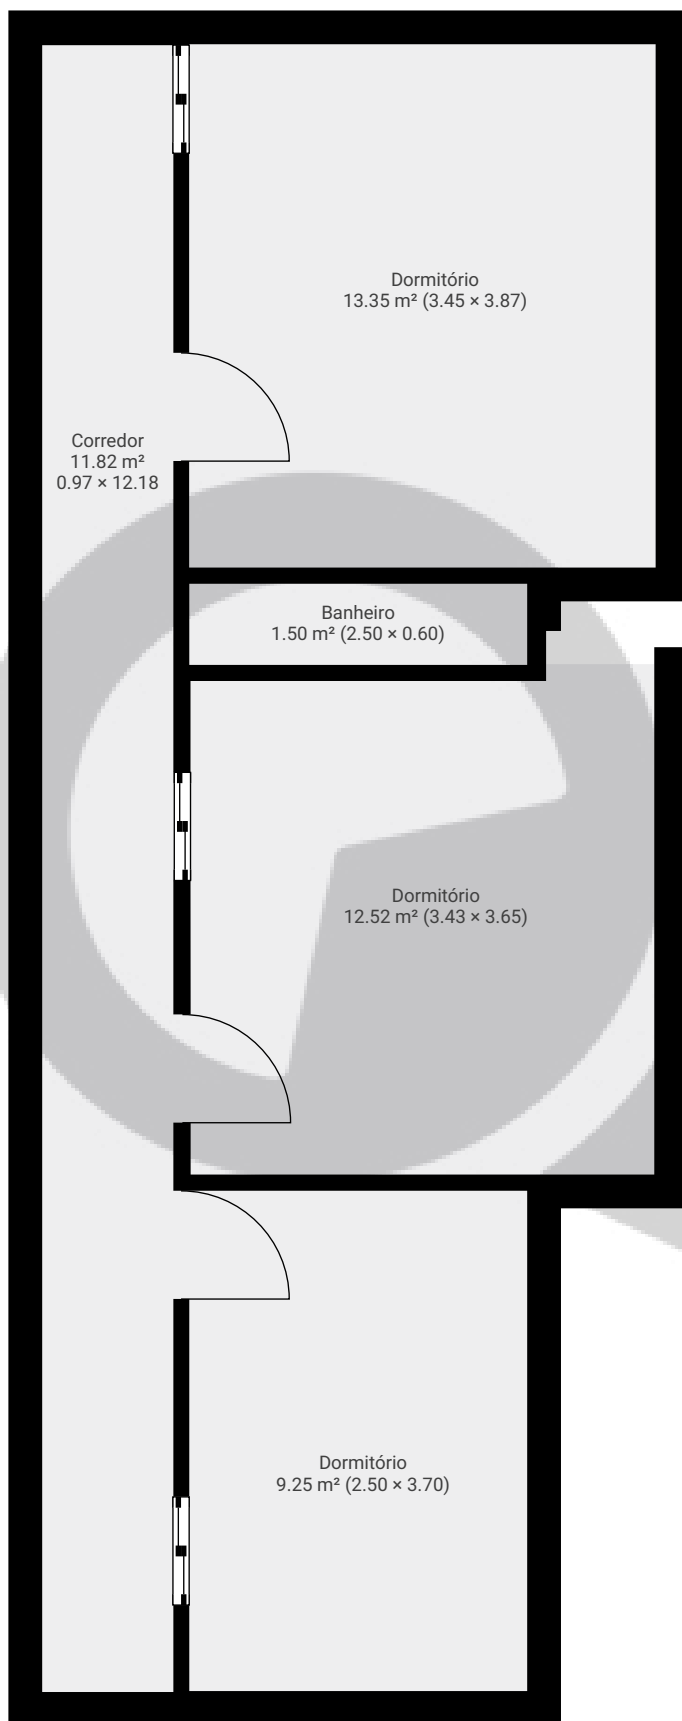 Dormitório
13.35 m² (3.45 × 3.87)
Corredor
11.82 m²
0.97 × 12.18
Banheiro
1.50 m² (2.50 × 0.60)
Dormitório
12.52 m² (3.43 × 3.65)
Dormitório
9.25 m² (2.50 × 3.70)